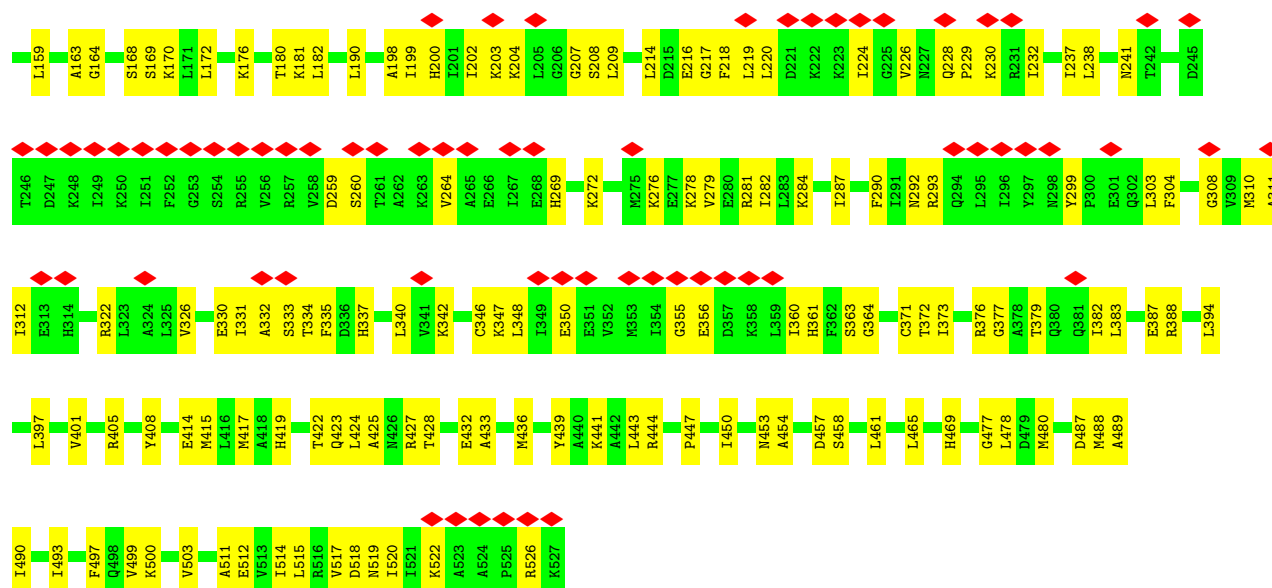 L159 A163 G164 S168 S169 K170 L171 L172 K176 T180 K181 L182 L190 A198 I199 H200 I201 I202 K203 K204 L205 G206 G207 S208 L209 L214 D215 E216 G217 F218 L219 L220 D221 K222 K223 I224 G225 V226 N227 Q228 P229 K230 R231 I232 I237 L238 N241 T242 D245
T246 D247 K248 I249 K250 I251 F252 G253 S254 R255 V256 R257 V258 D259 S260 T261 A262 K263 V264 A265 E266 I267 E268 H269 K272 M275 K276 E277 K278 V279 E280 R281 I282 L283 K284 I287 F290 I291 N292 R293 Q294 L295 I296 Y297 N298 Y299 P300 E301 Q302 L303 F304 G308 V309 M310 A311
I312 E313 H314 R322 L323 A324 L325 V326 E330 I331 A332 S333 T334 F335 D336 H337 L340 V341 K342 C346 K347 L348 I349 E350 E351 V352 M353 I354 G355 E356 D357 K358 L359 I360 H361 F362 S363 G364 C371 T372 I373 R376 G377 A378 T379 Q380 Q381 I382 L383 E387 R388 L394
L397 V401 R405 Y408 E414 M415 L416 M417 A418 H419 T422 Q423 L424 A425 N426 R427 T428 E432 A433 M436 Y439 A440 K441 A442 L443 R444 P447 I450 N453 A454 D457 S458 L461 L465 H469 G477 L478 D479 M480 D487 M488 A489
I490 I493 F497 Q498 V499 K500 V503 A511 E512 V513 I514 L515 R516 V517 D518 N519 I520 I521 K522 A523 A524 P525 R526 K527